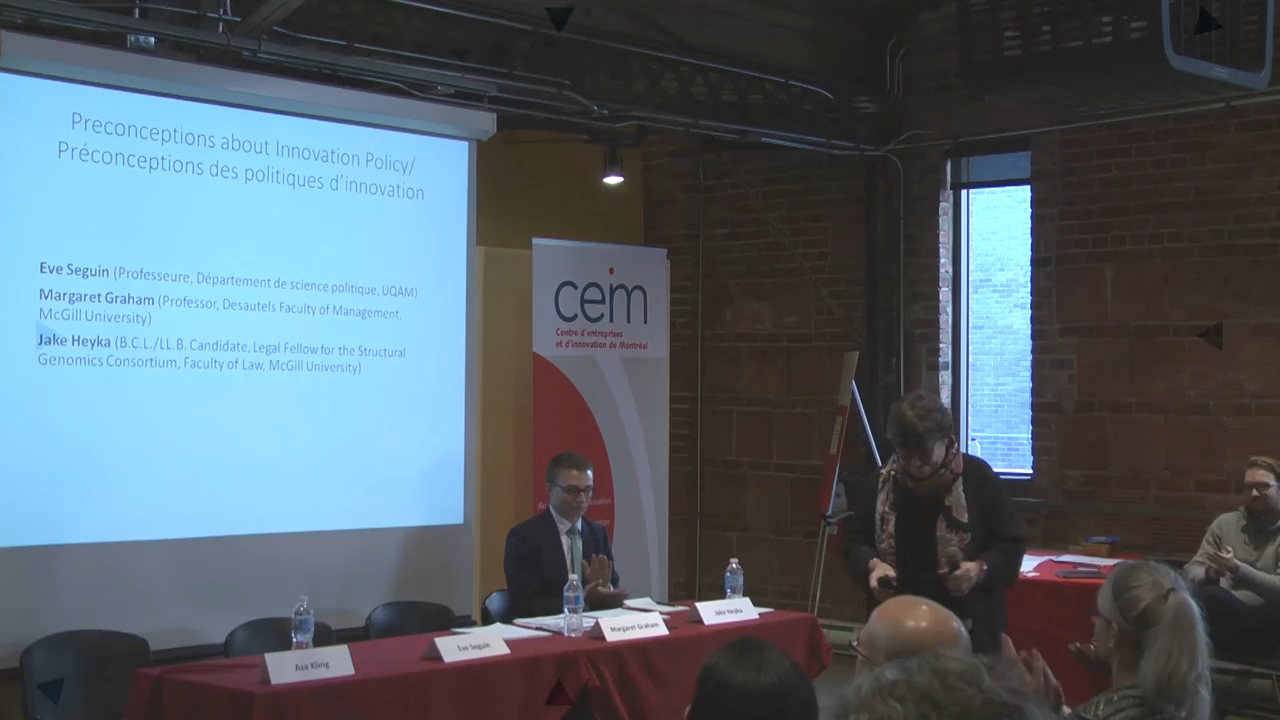 Preconceptions about Innovation Policy/
Préconceptions des politiques d'innovation
Eve Seguin (Professeure, Département de science politique, UQÀM)
Margaret Graham (Professor, Desautels Faculty of Management,
McGill University)
Jake Heyka (B.C.L./LL.B. Candidate, Legal Fellow for the Structural
Genomics Consortium, Faculty of Law, McGill University)
cem
Centre d'entreprises
et d'innovation de Montréal
Asa Kling
Eve Seguin
Margaret Graham
Jake Heyka